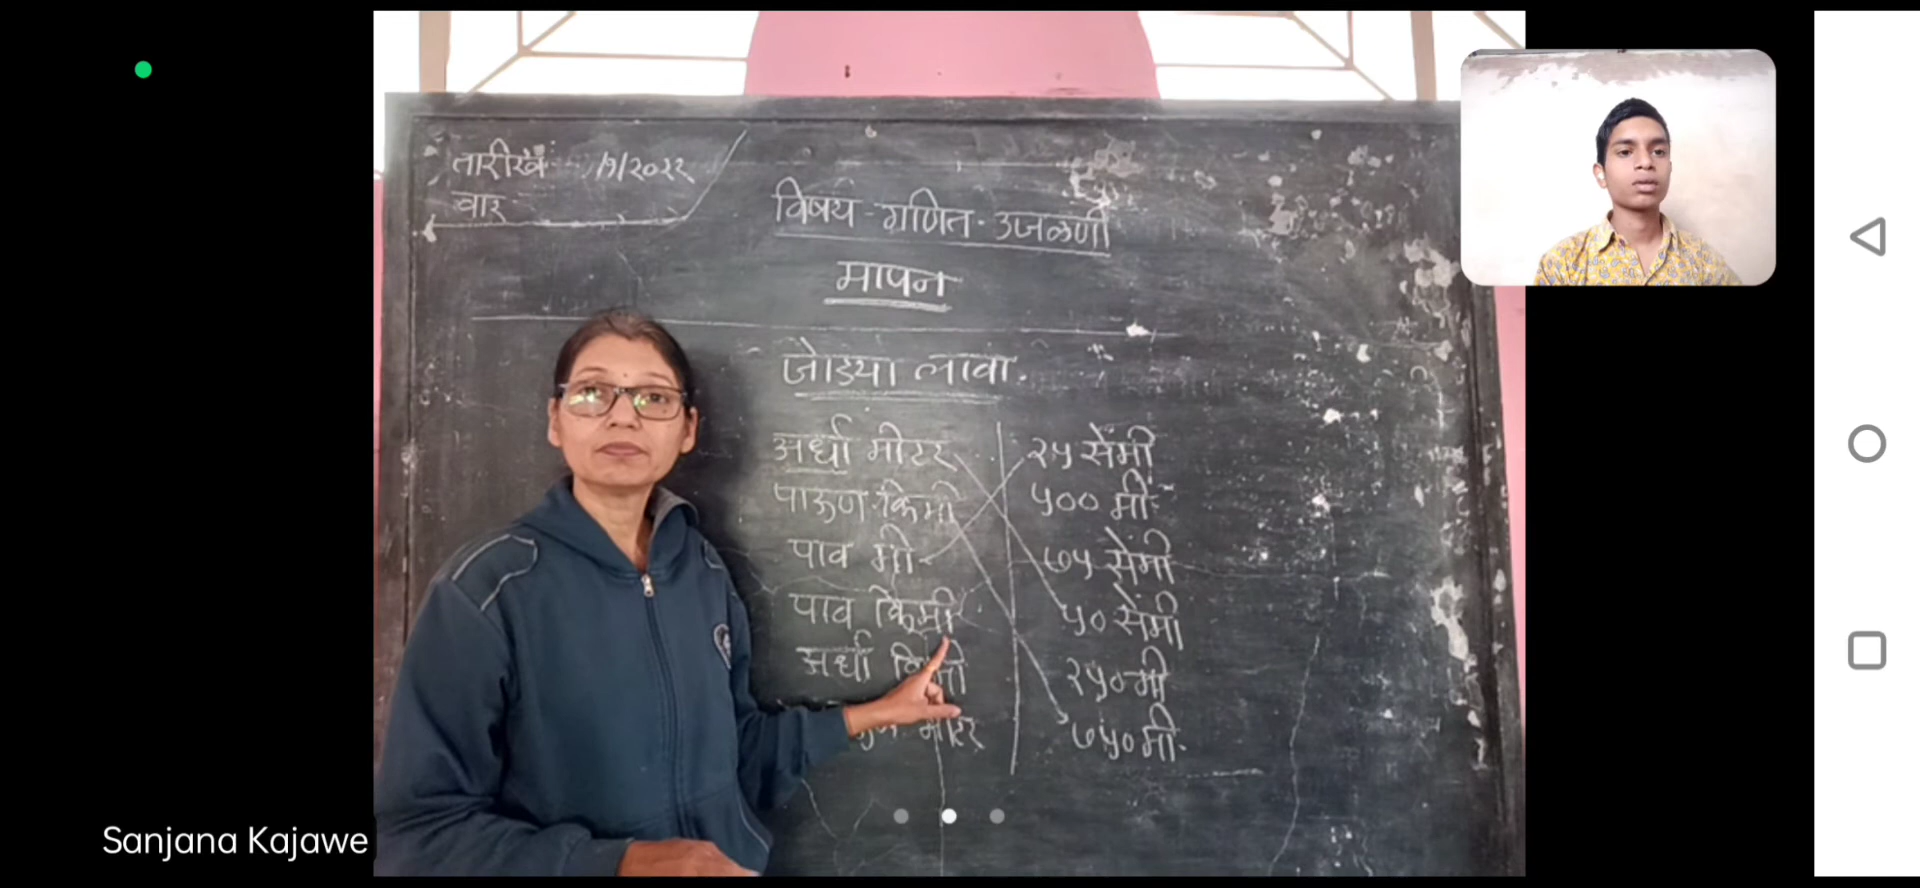 तारीख /१/२०२२
वार
विषय - गणित - उजळणी
मापन
जोड्या लावा.
अर्धा मीटर २५ सेंमी
पाऊण किमी ५०० मी.
पाव मी. ७५ सेंमी
पाव किमी ५० सेंमी
अर्धा किमी २५० मी
मीटर ७५० मी.
Sanjana Kajawe